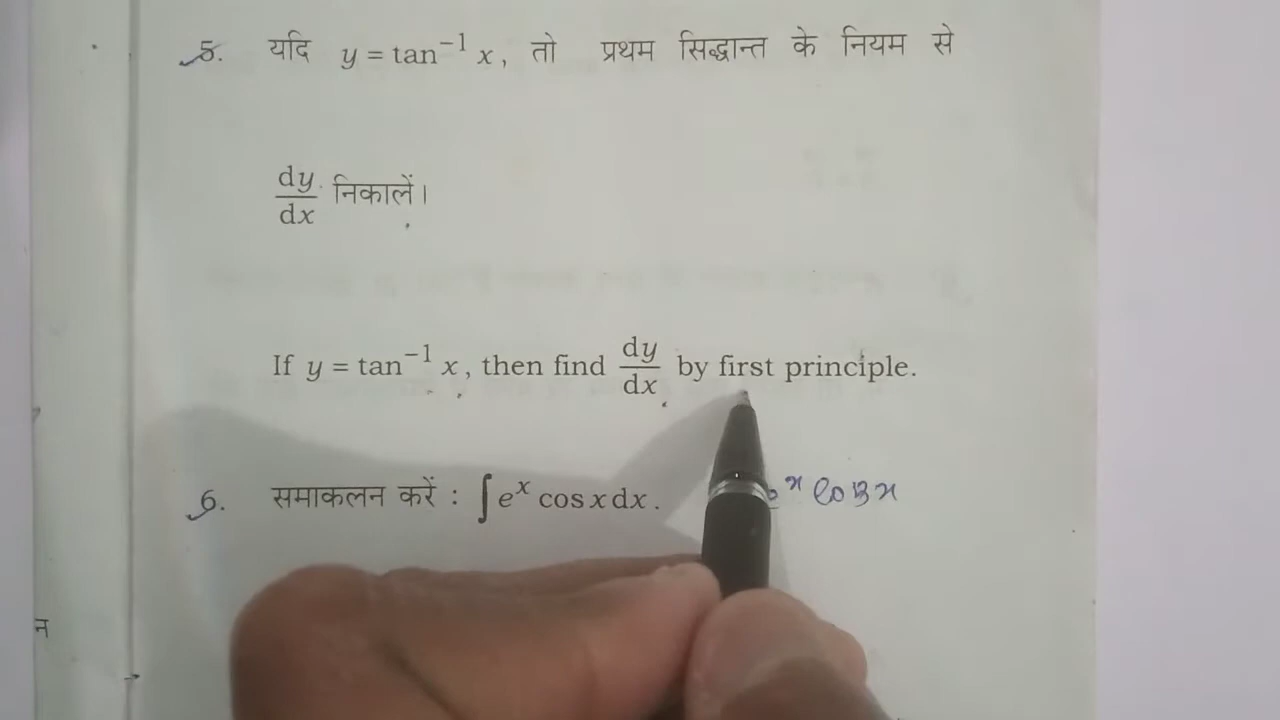 5. यदि y = tan⁻¹ x, तो प्रथम सिद्धान्त के नियम से
dy/dx निकालें।
If y = tan⁻¹ x, then find dy/dx by first principle.
6. समाकलन करें : ∫eˣ cos x dx. ˣ cos x
न